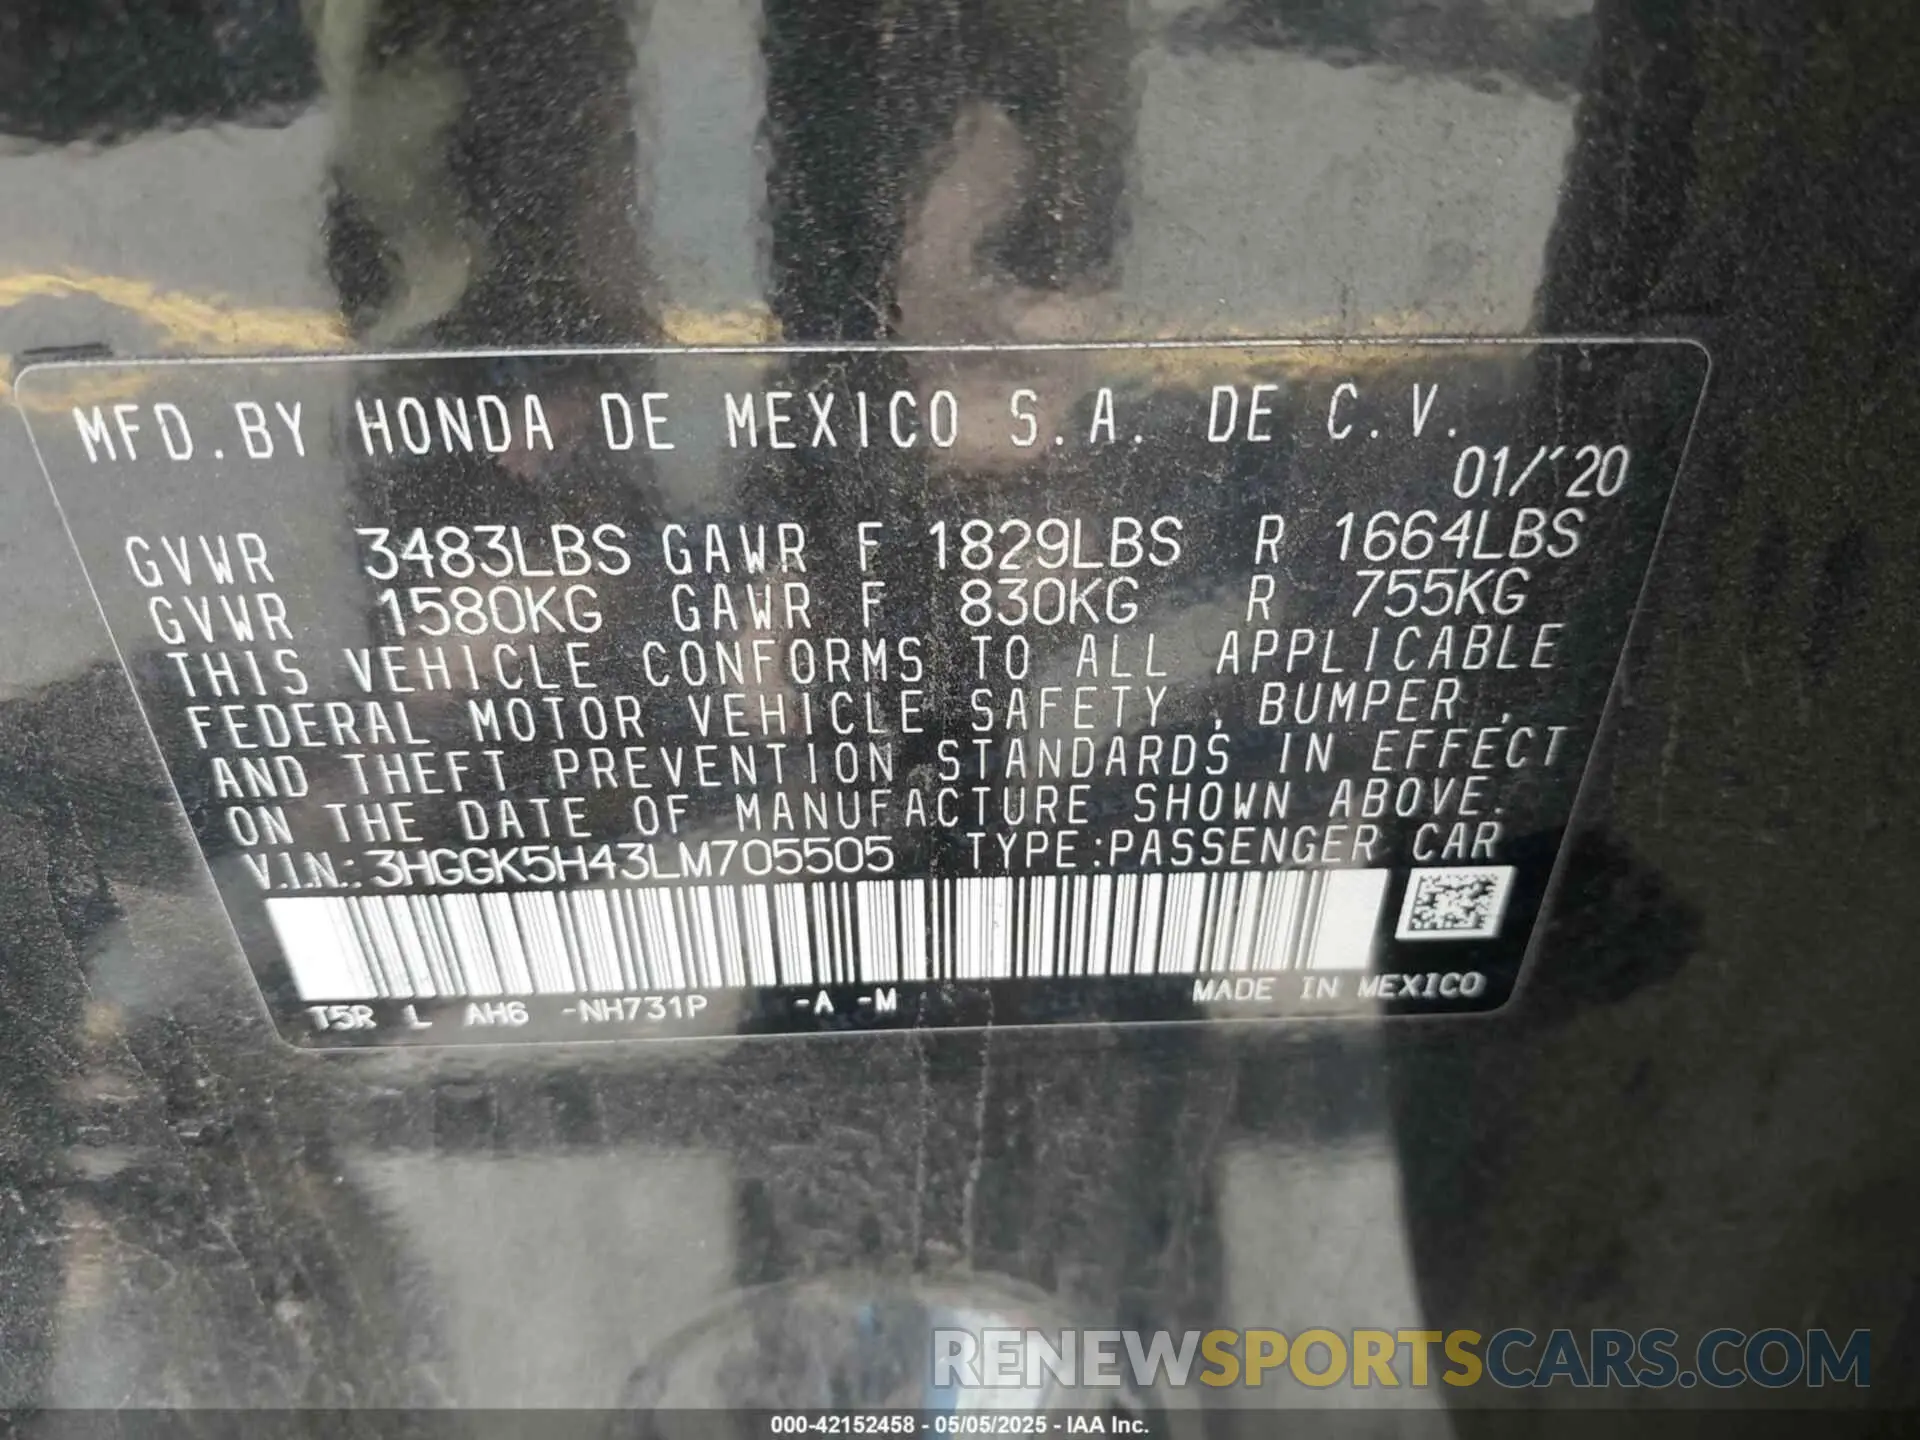 MFD.BY HONDA DE MEXICO S.A. DE C.V.
01/'20
GVWR 3483LBS GAWR F 1829LBS R 1664LBS
GVWR 1580KG GAWR F 830KG R 755KG
THIS VEHICLE CONFORMS TO ALL APPLICABLE
FEDERAL MOTOR VEHICLE SAFETY , BUMPER ,
AND THEFT PREVENTION STANDARDS IN EFFECT
ON THE DATE OF MANUFACTURE SHOWN ABOVE.
V.I.N.: 3HGGK5H43LM705505 TYPE:PASSENGER CAR
T5R L AH6 -NH731P -A -M MADE IN MEXICO
RENEWSPORTSCARS.COM
000-42152458 - 05/05/2025 - IAA Inc.